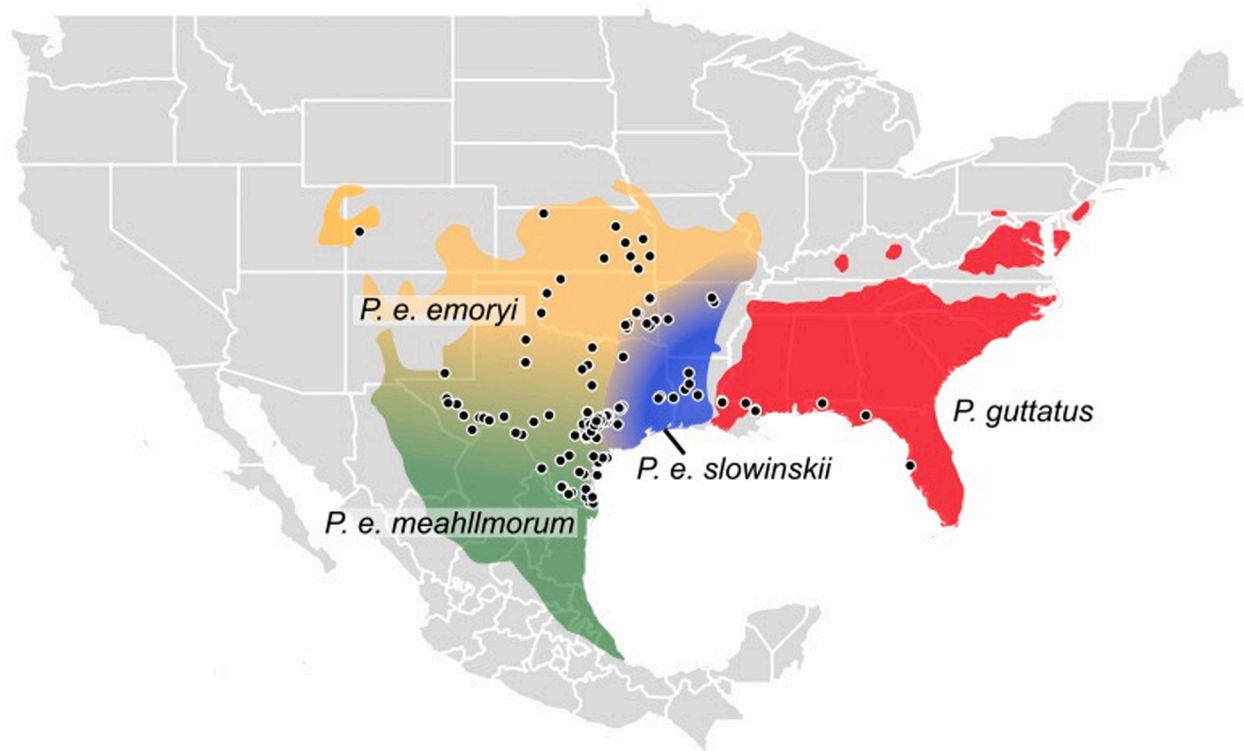 P. e. emoryi
P. guttatus
P. e. slowinskii
P. e. meahllmorum